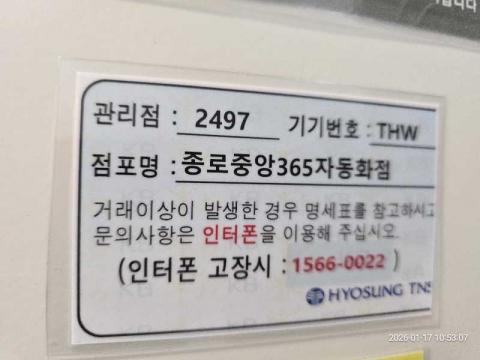 습니다
관리점 : 2497 기기번호 : THW
점포명 : 종로중앙365자동화점
거래이상이 발생한 경우 명세표를 참고하시고
문의사항은 인터폰을 이용해 주십시오.
(인터폰 고장시 : 1566-0022 )
HYOSUNG TNS
2026-01-17 10:53:07